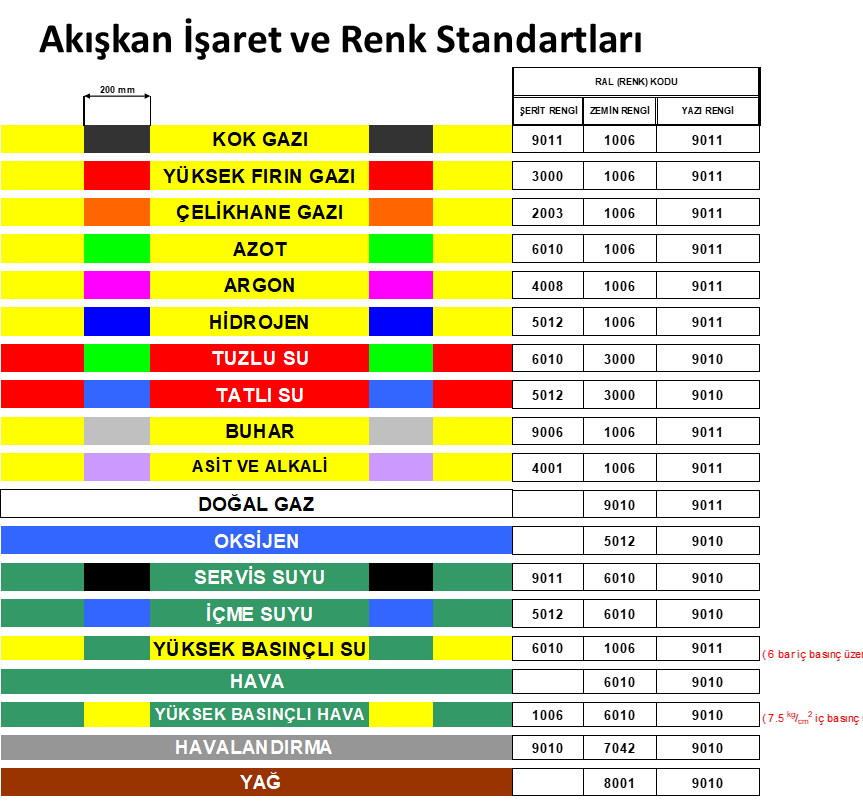 Akışkan İşaret ve Renk Standartları
RAL (RENK) KODU
200 mm
ŞERİT RENGİ ZEMİN RENGİ YAZI RENGİ
KOK GAZI 9011 1006 9011
YÜKSEK FIRIN GAZI 3000 1006 9011
ÇELİKHANE GAZI 2003 1006 9011
AZOT 6010 1006 9011
ARGON 4008 1006 9011
HİDROJEN 5012 1006 9011
TUZLU SU 6010 3000 9010
TATLI SU 5012 3000 9010
BUHAR 9006 1006 9011
ASİT VE ALKALİ 4001 1006 9011
DOĞAL GAZ 9010 9011
OKSİJEN 5012 9010
SERVİS SUYU 9011 6010 9010
İÇME SUYU 5012 6010 9010
YÜKSEK BASINÇLI SU 6010 1006 9011 (6 bar iç basınç üzer
HAVA 6010 9010
YÜKSEK BASINÇLI HAVA 1006 6010 9010 (7.5 kg/cm² iç basınç
HAVALANDIRMA 9010 7042 9010
YAĞ 8001 9010